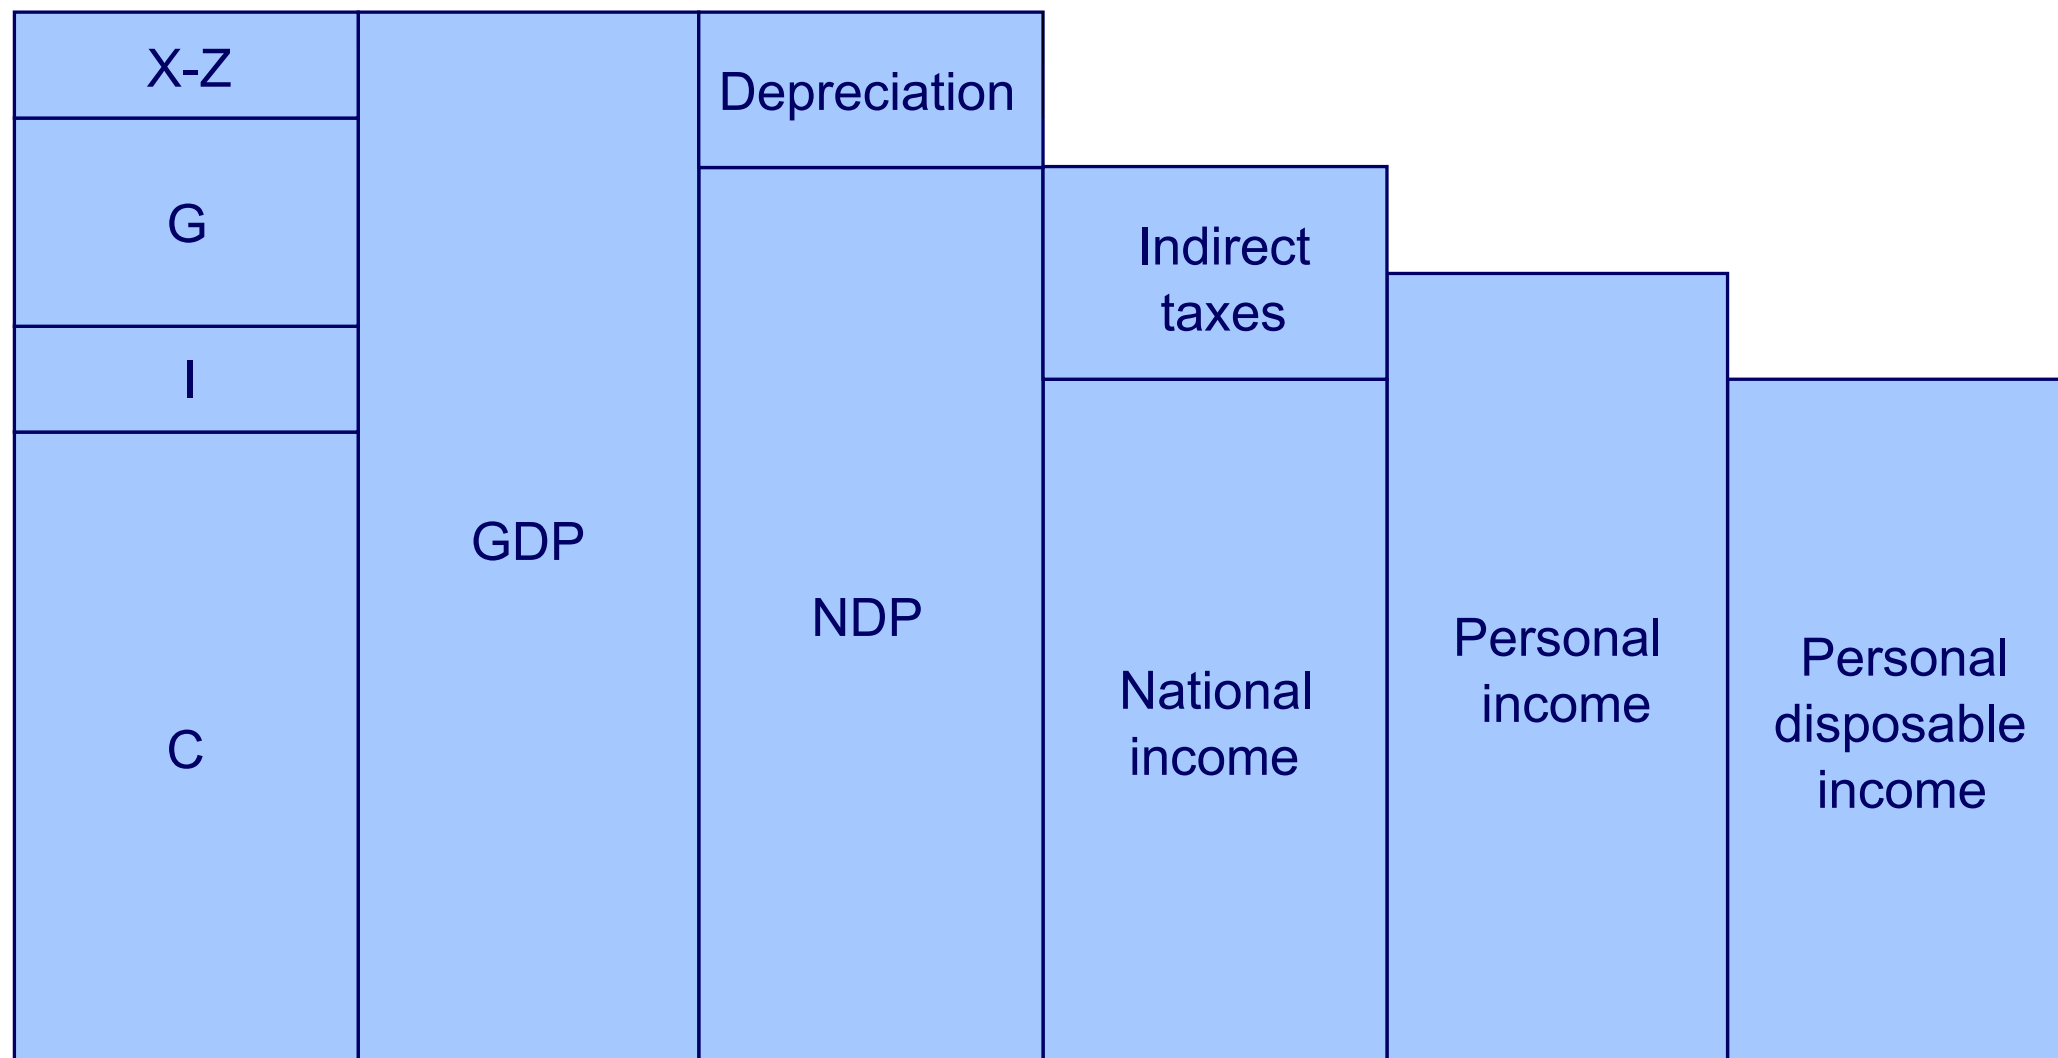 X-Z
G
I
C
GDP
Depreciation
NDP
Indirect
taxes
National
income
Personal
income
Personal
disposable
income